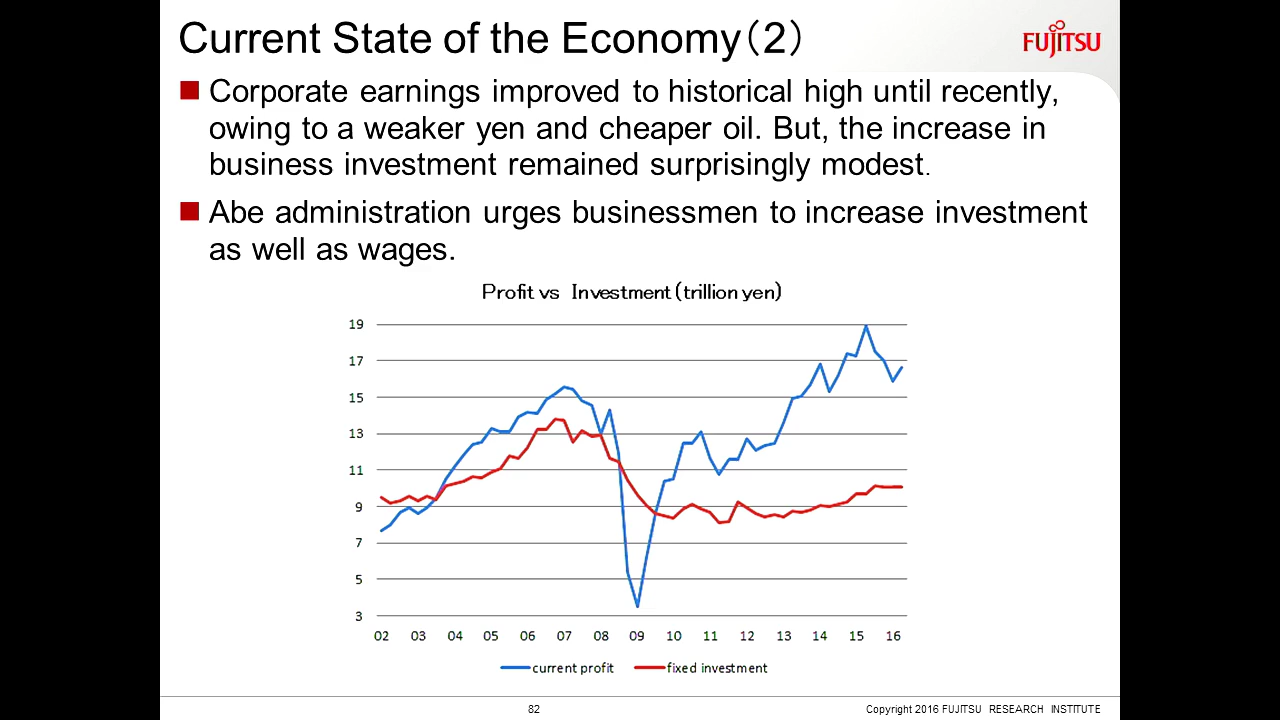 Current State of the Economy（2）
FUJITSU
Corporate earnings improved to historical high until recently,
owing to a weaker yen and cheaper oil. But, the increase in
business investment remained surprisingly modest.
Abe administration urges businessmen to increase investment
as well as wages.
Profit vs Investment（trillion yen）
19
17
15
13
11
9
7
5
3
02 03 04 05 06 07 08 09 10 11 12 13 14 15 16
current profit fixed investment
82 Copyright 2016 FUJITSU RESEARCH INSTITUTE